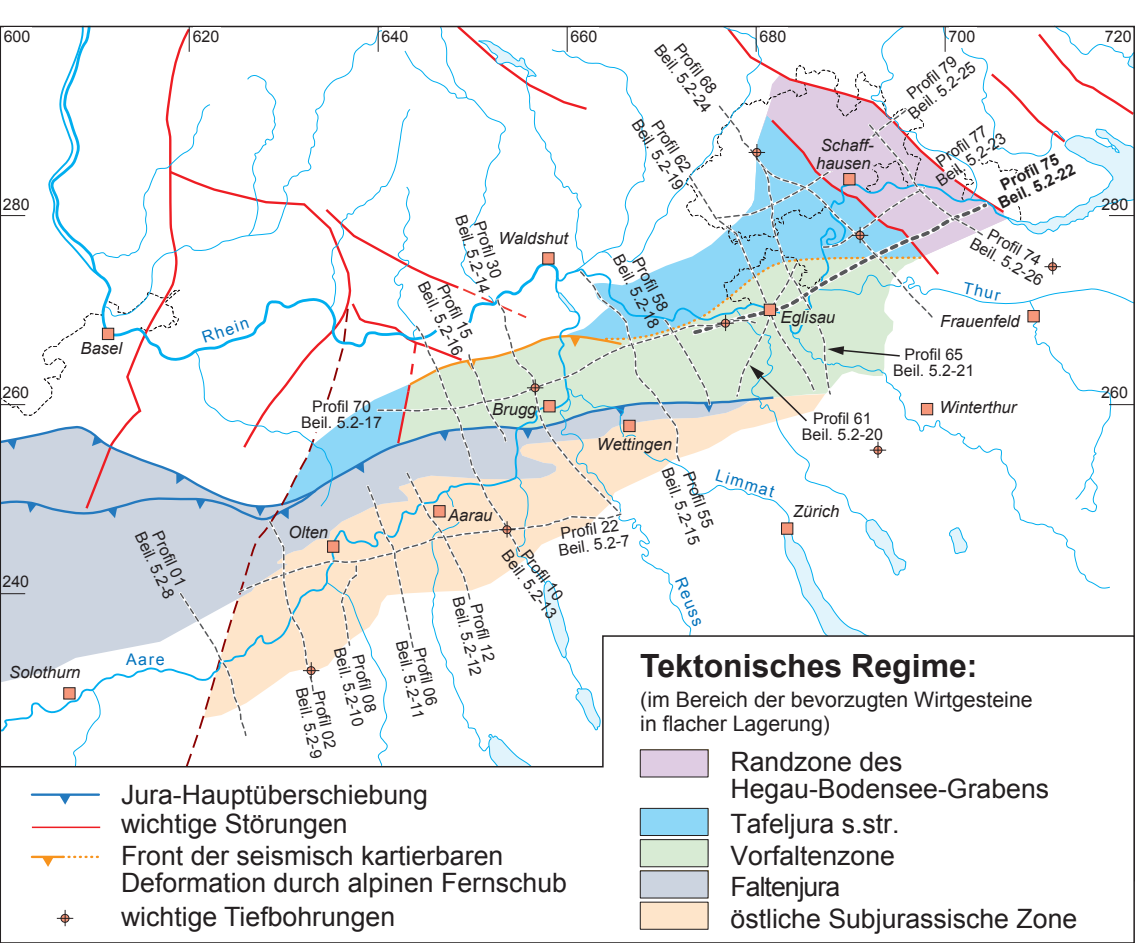 600
620
640
660
680
700
720
280
280
260
260
240
Profil 68
Beil. 5.2-24
Profil 79
Beil. 5.2-25
Profil 62
Beil. 5.2-19
Profil 77
Beil. 5.2-23
Profil 75
Beil. 5.2-22
Schaff-
hausen
Profil 74
Beil. 5.2-26
Profil 30
Beil. 5.2-14
Waldshut
Profil 58
Beil. 5.2-18
Profil 15
Beil. 5.2-16
Thur
Frauenfeld
Eglisau
Rhein
Basel
Profil 65
Beil. 5.2-21
Profil 70
Beil. 5.2-17
Brugg
Winterthur
Profil 61
Beil. 5.2-20
Wettingen
Limmat
Profil 55
Beil. 5.2-15
Zürich
Aarau
Olten
Profil 22
Beil. 5.2-7
Profil 01
Beil. 5.2-8
Profil 10
Beil. 5.2-13
Reuss
Profil 12
Beil. 5.2-12
Profil 06
Beil. 5.2-11
Profil 08
Beil. 5.2-10
Profil 02
Beil. 5.2-9
Aare
Solothurn
Tektonisches Regime:
(im Bereich der bevorzugten Wirtgesteine
in flacher Lagerung)
Randzone des
Hegau-Bodensee-Grabens
Tafeljura s.str.
Vorfaltenzone
Faltenjura
östliche Subjurassische Zone
Jura-Hauptüberschiebung
wichtige Störungen
Front der seismisch kartierbaren
Deformation durch alpinen Fernschub
wichtige Tiefbohrungen